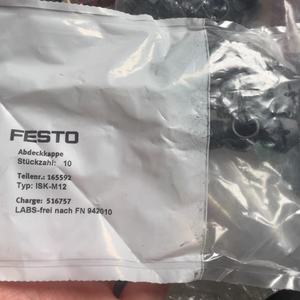 FESTO
Abdeckkappe
Stückzahl: 10
Teilenr.: 165592
Typ: ISK-M12
Charge: 516757
LABS-frei nach FN 942010